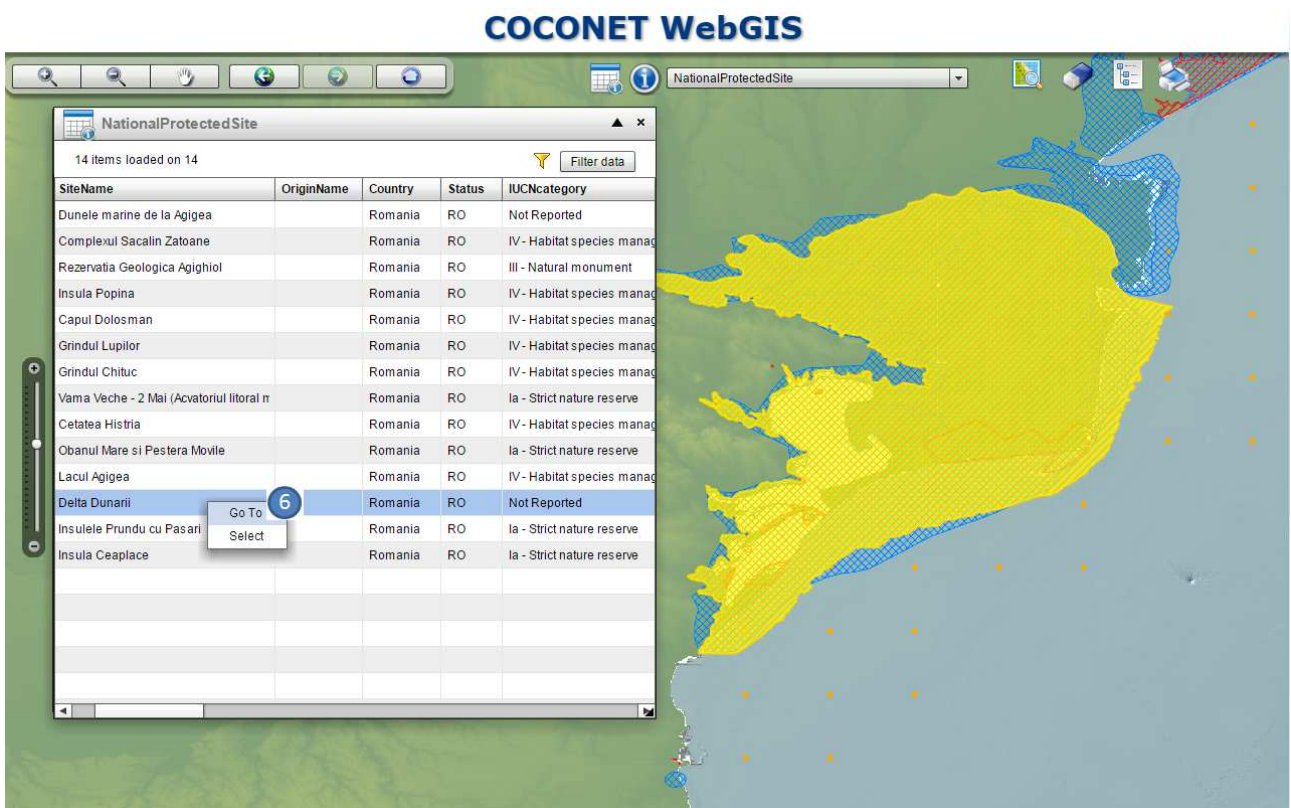 COCONET WebGIS
NationalProtectedSite
NationalProtectedSite
14 items loaded on 14
Filter data
SiteName OriginName Country Status IUCNcategory
Dunele marine de la Agigea Romania RO Not Reported
Complexul Sacalin Zatoane Romania RO IV - Habitat species manag
Rezervatia Geologica Agighiol Romania RO III - Natural monument
Insula Popina Romania RO IV - Habitat species manag
Capul Dolosman Romania RO IV - Habitat species manag
Grindul Lupilor Romania RO IV - Habitat species manag
Grindul Chituc Romania RO IV - Habitat species manag
Vama Veche - 2 Mai (Acvatoriul litoral m Romania RO Ia - Strict nature reserve
Cetatea Histria Romania RO IV - Habitat species manag
Obanul Mare si Pestera Movile Romania RO Ia - Strict nature reserve
Lacul Agigea Romania RO IV - Habitat species manag
Delta Dunarii Romania RO Not Reported
Go To 6
Insulele Prundu cu Pasari Romania RO Ia - Strict nature reserve
Select
Insula Ceaplace Romania RO Ia - Strict nature reserve